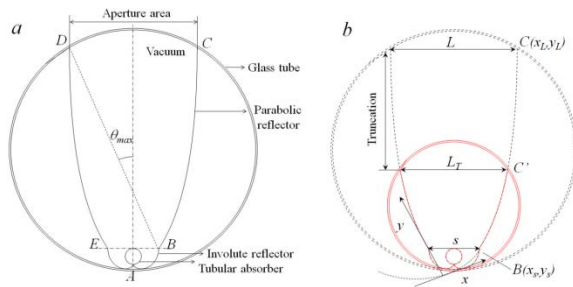 a
Aperture area
D
C
Vacuum
Glass tube
Parabolic
reflector
θmax
E
B
Involute reflector
Tubular absorber
A
b
L
C(xL,yL)
Truncation
LT
C'
y
s
B(xs,ys)
x